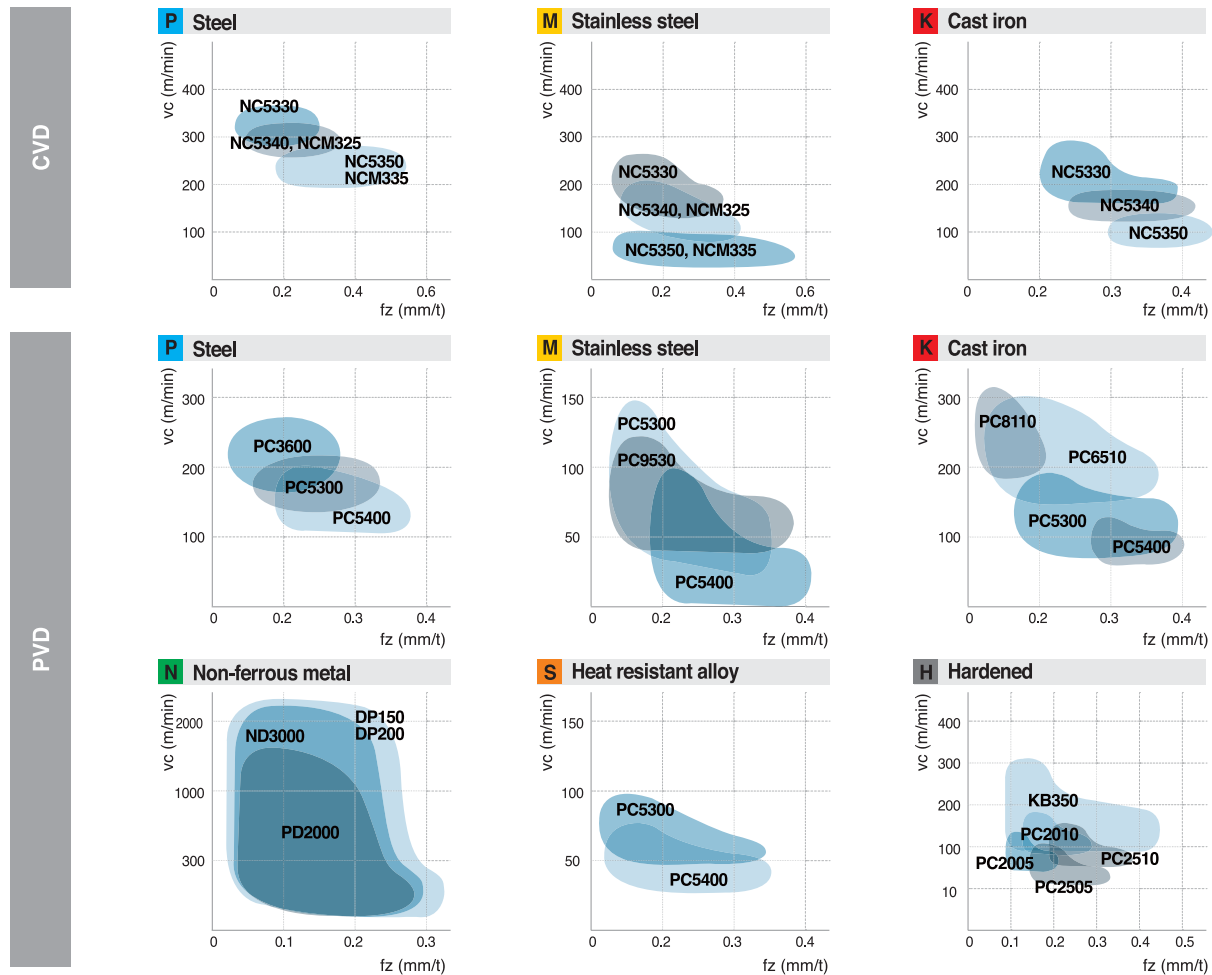 CVD
P Steel
vc (m/min)
400
300
200
100
NC5330
NC5340, NCM325
NC5350
NCM335
0 0.2 0.4 0.6
fz (mm/t)
M Stainless steel
vc (m/min)
400
300
200
100
NC5330
NC5340, NCM325
NC5350, NCM335
0 0.2 0.4 0.6
fz (mm/t)
K Cast iron
vc (m/min)
400
300
200
100
NC5330
NC5340
NC5350
0 0.2 0.3 0.4
fz (mm/t)
PVD
P Steel
vc (m/min)
300
200
100
PC3600
PC5300
PC5400
0 0.2 0.3 0.4
fz (mm/t)
M Stainless steel
vc (m/min)
150
100
50
PC5300
PC9530
PC5400
0 0.2 0.3 0.4
fz (mm/t)
K Cast iron
vc (m/min)
300
200
100
PC8110
PC6510
PC5300
PC5400
0 0.2 0.3 0.4
fz (mm/t)
N Non-ferrous metal
vc (m/min)
2000
1000
300
DP150
DP200
ND3000
PD2000
0 0.1 0.2 0.3
fz (mm/t)
S Heat resistant alloy
vc (m/min)
150
100
50
PC5300
PC5400
0 0.2 0.3 0.4
fz (mm/t)
H Hardened
vc (m/min)
400
300
200
100
10
KB350
PC2010
PC2005
PC2510
PC2505
0 0.1 0.2 0.3 0.4 0.5
fz (mm/t)